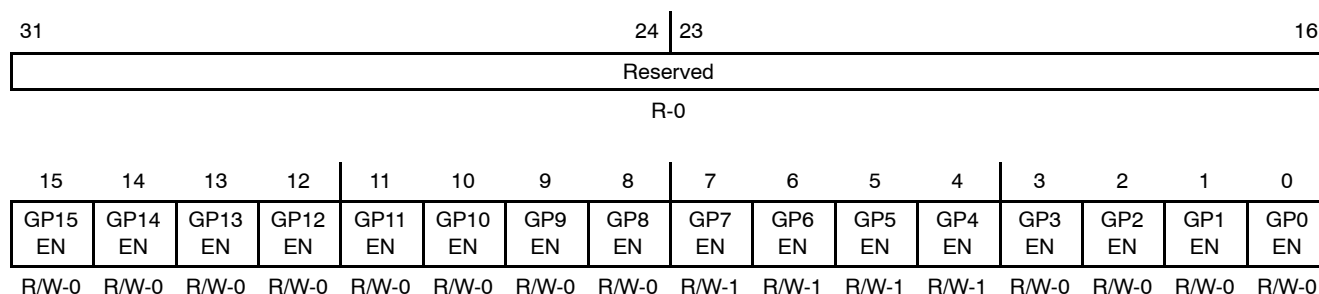 31 24 23 16
Reserved
R-0
15 14 13 12 11 10 9 8 7 6 5 4 3 2 1 0
GP15 GP14 GP13 GP12 GP11 GP10 GP9 GP8 GP7 GP6 GP5 GP4 GP3 GP2 GP1 GP0
EN EN EN EN EN EN EN EN EN EN EN EN EN EN EN EN
R/W-0 R/W-0 R/W-0 R/W-0 R/W-0 R/W-0 R/W-0 R/W-0 R/W-1 R/W-1 R/W-1 R/W-1 R/W-0 R/W-0 R/W-0 R/W-0